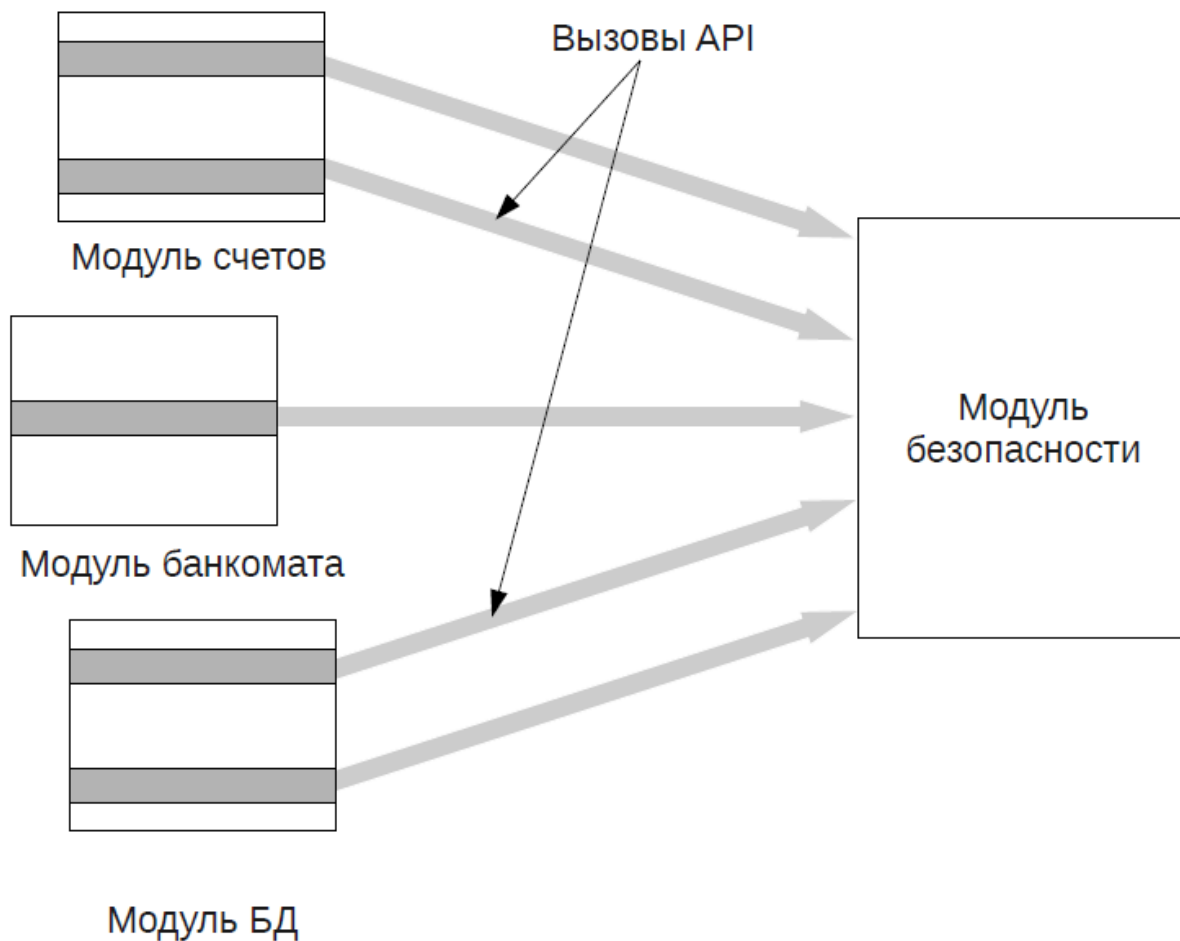 Вызовы API
Модуль счетов
Модуль
безопасности
Модуль банкомата
Модуль БД